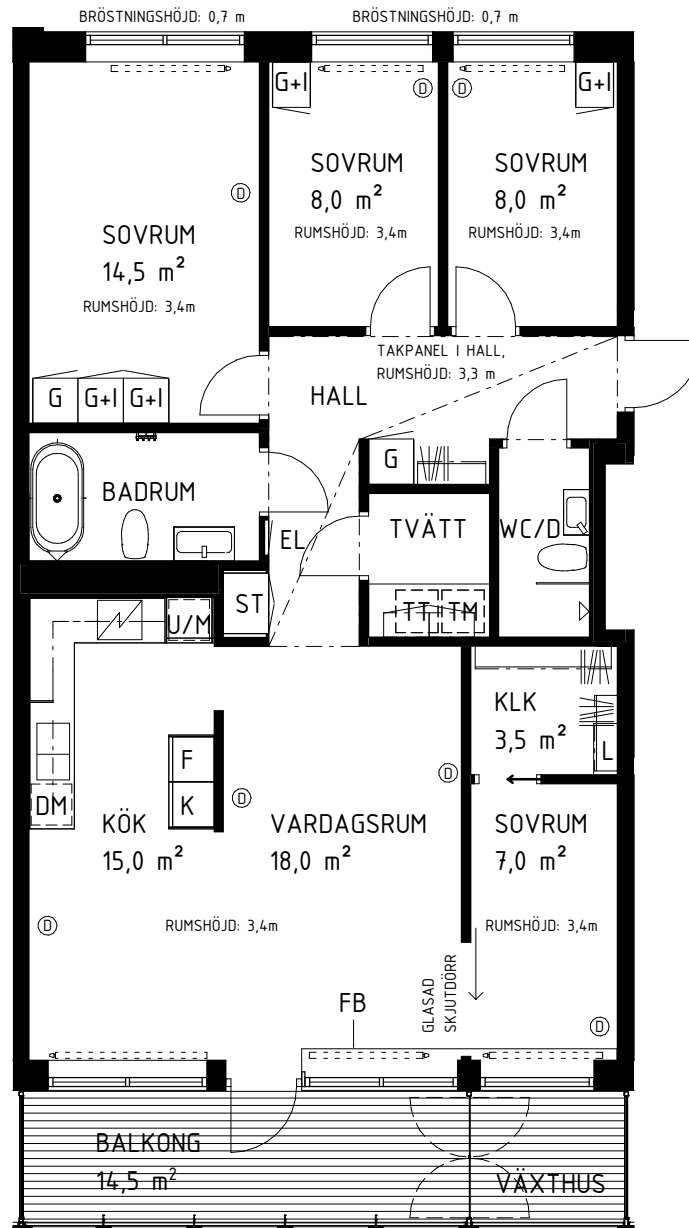 BRÖSTNINGSHÖJD: 0,7 m
BRÖSTNINGSHÖJD: 0,7 m
G+I
G+I
D
D
D
SOVRUM
14,5 m²
RUMSHÖJD: 3,4m
SOVRUM
8,0 m²
RUMSHÖJD: 3,4m
SOVRUM
8,0 m²
RUMSHÖJD: 3,4m
G
G+I
G+I
TAKPANEL I HALL,
RUMSHÖJD: 3,3 m
HALL
G
BADRUM
EL
TVÄTT
WC/D
ST
TT
TM
U/M
KLK
3,5 m²
L
F
K
DM
D
D
KÖK
15,0 m²
VARDAGSRUM
18,0 m²
SOVRUM
7,0 m²
D
RUMSHÖJD: 3,4m
RUMSHÖJD: 3,4m
GLASAD
SKJUTDÖRR
FB
D
BALKONG
14,5 m²
VÄXTHUS